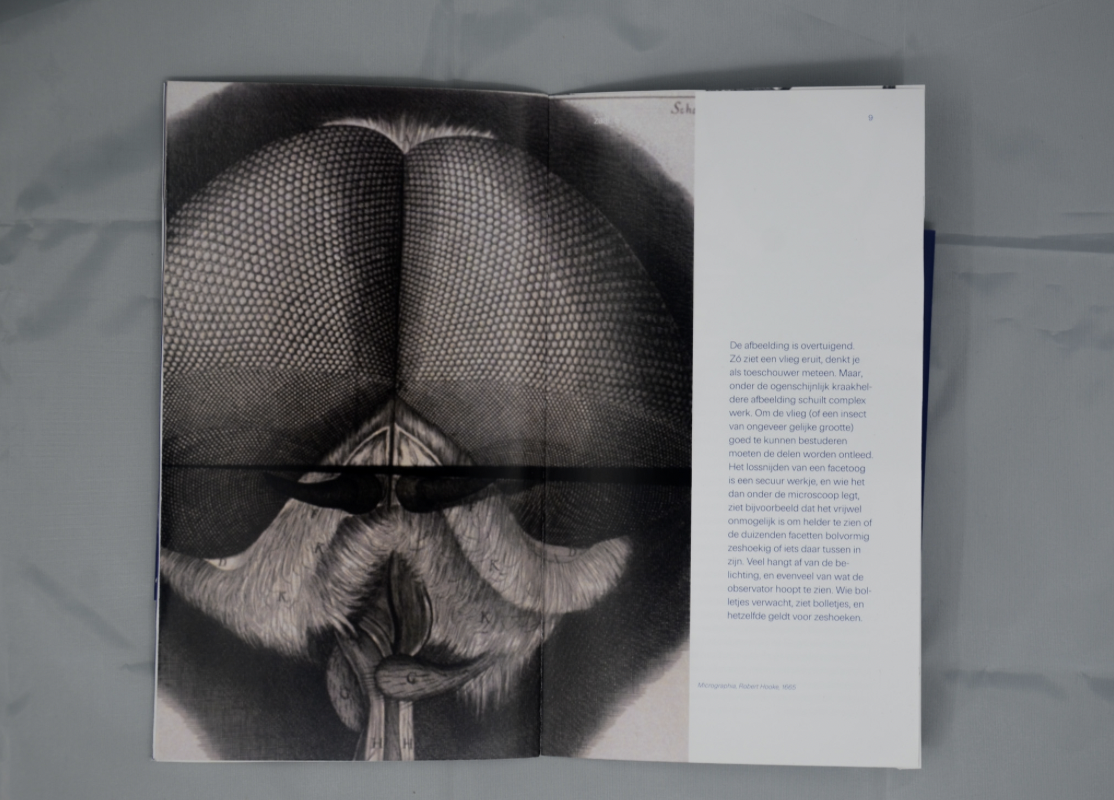 Sche
9
De afbeelding is overtuigend.
Zó ziet een vlieg eruit, denkt je
als toeschouwer meteen. Maar,
onder de ogenschijnlijk kraakhel-
dere afbeelding schuilt complex
werk. Om de vlieg (of een insect
van ongeveer gelijke grootte)
goed te kunnen bestuderen
moeten de delen worden ontleed.
Het lossnijden van een facetoog
is een secuur werkje, en wie het
dan onder de microscoop legt,
ziet bijvoorbeeld dat het vrijwel
onmogelijk is om helder te zien of
de duizenden facetten bolvormig
zeshoekig of iets daar tussen in
zijn. Veel hangt af van de be-
lichting, en evenveel van wat de
observator hoopt te zien. Wie bol-
letjes verwacht, ziet bolletjes, en
hetzelfde geldt voor zeshoeken.
K
K
K
G
H H
Micrographia, Robert Hooke, 1665